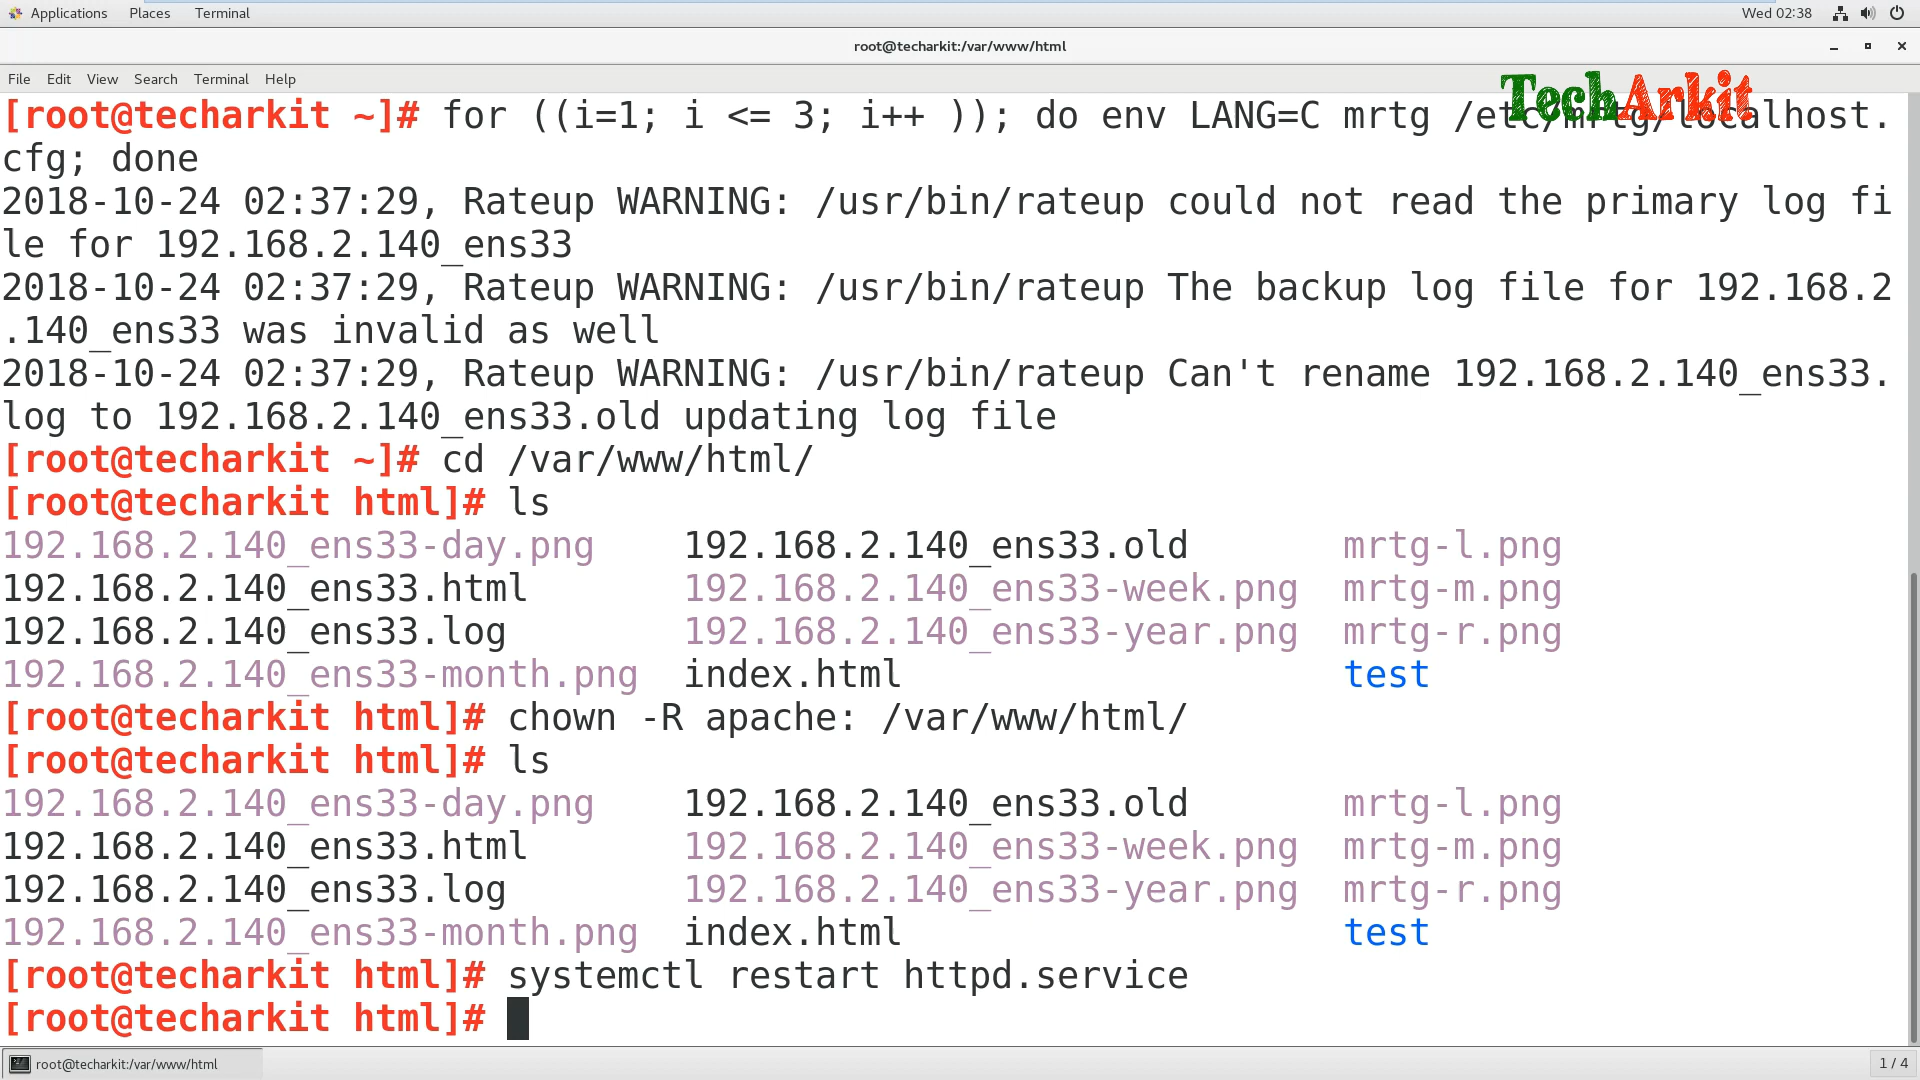 Applications Places Terminal Wed 02:38
root@techarkit:/var/www/html
File Edit View Search Terminal Help
TechArkit
[root@techarkit ~]# for ((i=1; i <= 3; i++ )); do env LANG=C mrtg /etc/mrtg/localhost.
cfg; done
2018-10-24 02:37:29, Rateup WARNING: /usr/bin/rateup could not read the primary log fi
le for 192.168.2.140_ens33
2018-10-24 02:37:29, Rateup WARNING: /usr/bin/rateup The backup log file for 192.168.2
.140_ens33 was invalid as well
2018-10-24 02:37:29, Rateup WARNING: /usr/bin/rateup Can't rename 192.168.2.140_ens33.
log to 192.168.2.140_ens33.old updating log file
[root@techarkit ~]# cd /var/www/html/
[root@techarkit html]# ls
192.168.2.140_ens33-day.png 192.168.2.140_ens33.old mrtg-l.png
192.168.2.140_ens33.html 192.168.2.140_ens33-week.png mrtg-m.png
192.168.2.140_ens33.log 192.168.2.140_ens33-year.png mrtg-r.png
192.168.2.140_ens33-month.png index.html test
[root@techarkit html]# chown -R apache: /var/www/html/
[root@techarkit html]# ls
192.168.2.140_ens33-day.png 192.168.2.140_ens33.old mrtg-l.png
192.168.2.140_ens33.html 192.168.2.140_ens33-week.png mrtg-m.png
192.168.2.140_ens33.log 192.168.2.140_ens33-year.png mrtg-r.png
192.168.2.140_ens33-month.png index.html test
[root@techarkit html]# systemctl restart httpd.service
[root@techarkit html]#
root@techarkit:/var/www/html 1 / 4